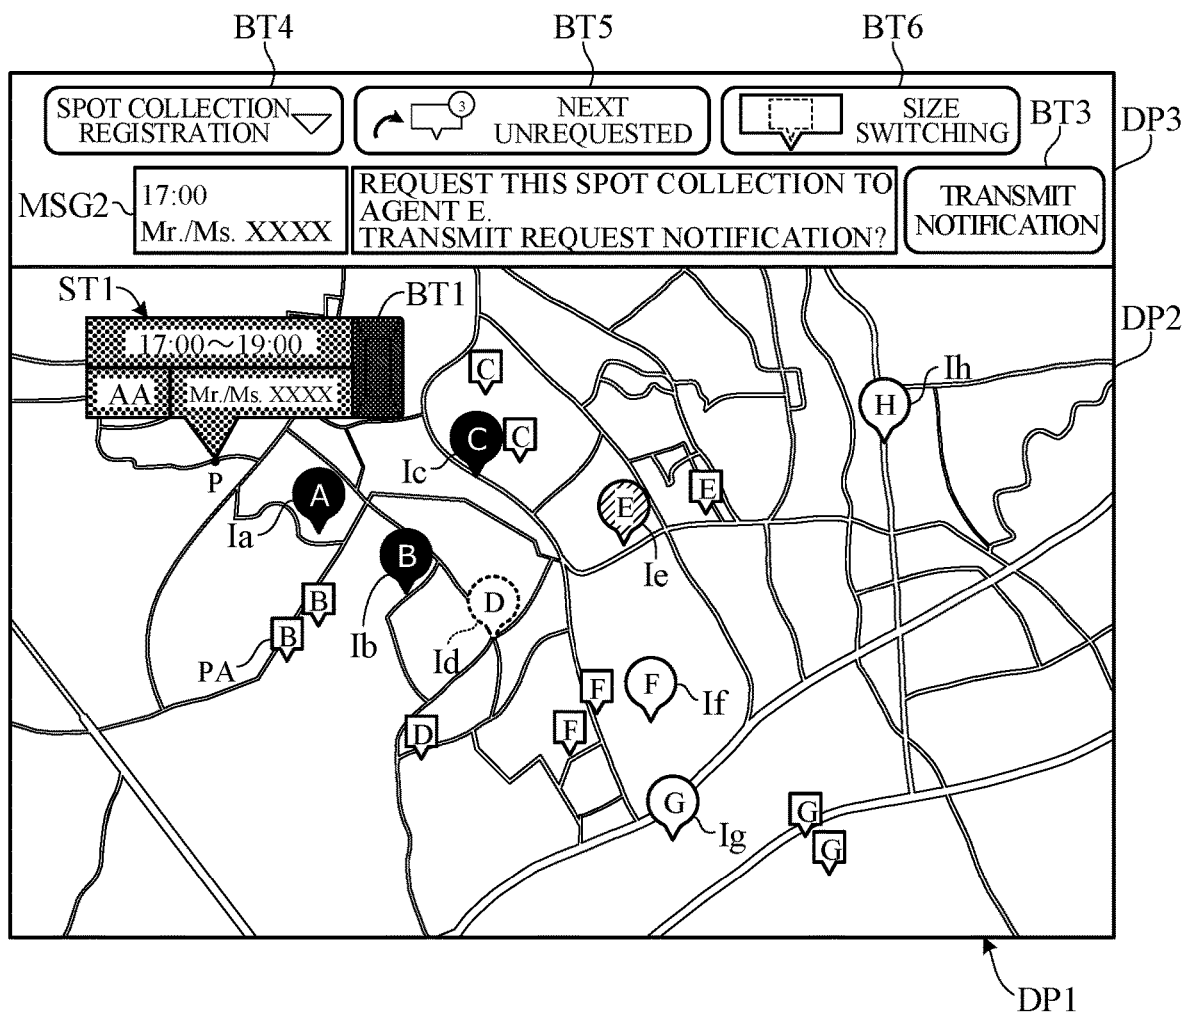 BT4
BT5
BT6
SPOT COLLECTION
REGISTRATION
3
NEXT
UNREQUESTED
SIZE
SWITCHING
BT3
DP3
MSG2
17:00
Mr./Ms. XXXX
REQUEST THIS SPOT COLLECTION TO
AGENT E.
TRANSMIT REQUEST NOTIFICATION?
TRANSMIT
NOTIFICATION
ST1
BT1
DP2
17:00～19:00
AA
Mr./Ms. XXXX
P
C
C
C
Ic
H
Ih
A
Ia
E
E
Ie
B
Ib
B
B
PA
D
Id
D
F
If
F
F
G
Ig
G
G
DP1